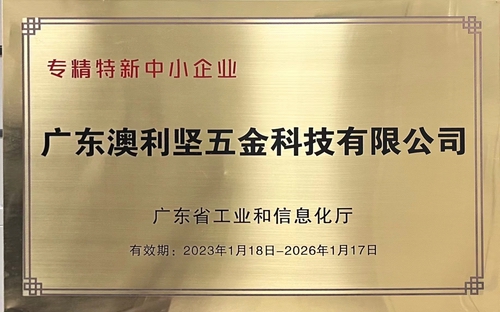 专精特新中小企业
广东澳利坚五金科技有限公司
广东省工业和信息化厅
有效期：2023年1月18日-2026年1月17日